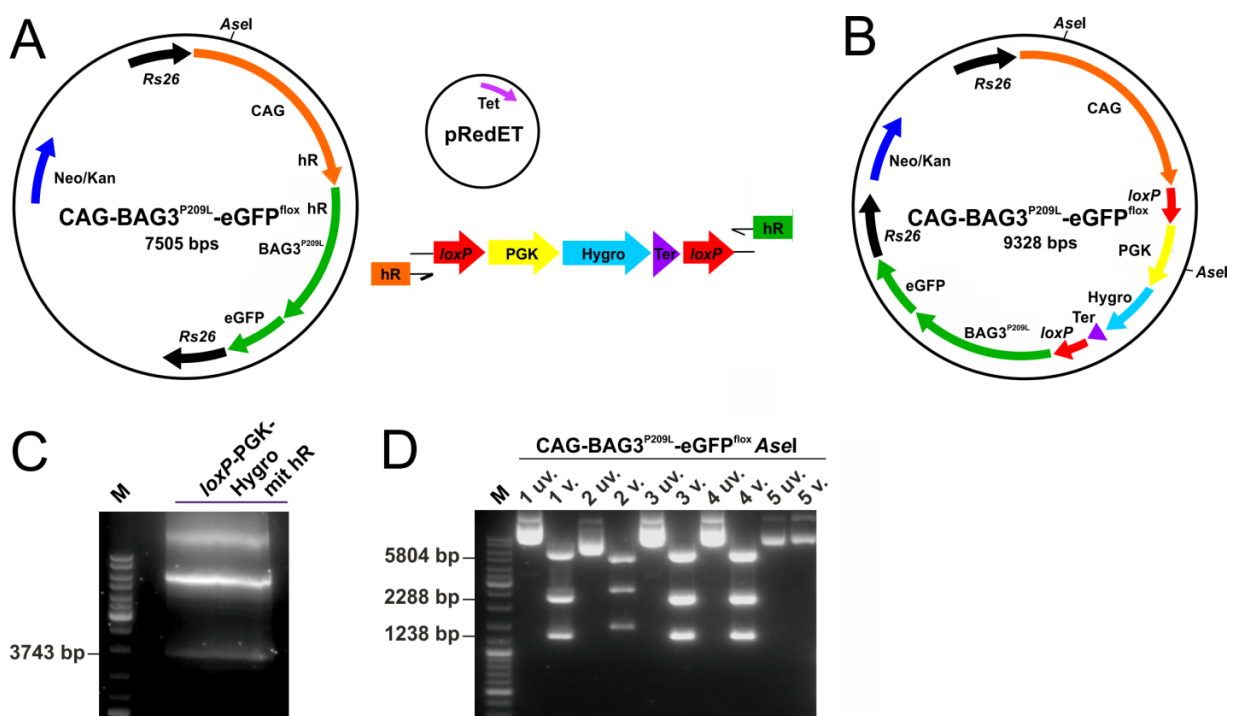 A
AseI
Rs26
CAG
hR
hR
Neo/Kan
CAG-BAG3P209L-eGFPflox
7505 bps
BAG3P209L
eGFP
Rs26
Tet
pRedET
hR
loxP
PGK
Hygro
Ter
loxP
hR
B
AseI
Rs26
CAG
Neo/Kan
loxP
CAG-BAG3P209L-eGFPflox
9328 bps
Rs26
PGK
AseI
eGFP
Hygro
Ter
loxP
BAG3P209L
C
M
loxP-PGK-
Hygro
mit hR
3743 bp
D
CAG-BAG3P209L-eGFPflox AseI
M
1 uv.
1 v.
2 uv.
2 v.
3 uv.
3 v.
4 uv.
4 v.
5 uv.
5 v.
5804 bp
2288 bp
1238 bp